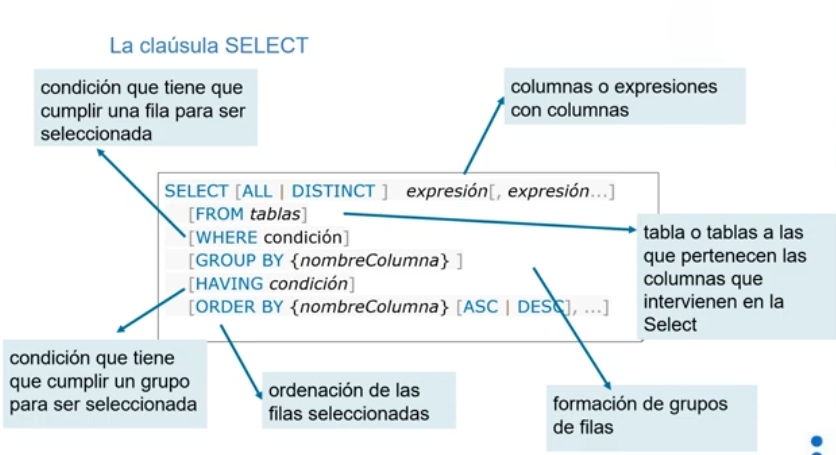 La claúsula SELECT
condición que tiene que
cumplir una fila para ser
seleccionada
columnas o expresiones
con columnas
SELECT [ALL | DISTINCT ] expresión[, expresión...]
[FROM tablas]
[WHERE condición]
[GROUP BY {nombreColumna} ]
[HAVING condición]
[ORDER BY {nombreColumna} [ASC | DESC], ...]
tabla o tablas a las
que pertenecen las
columnas que
intervienen en la
Select
condición que tiene
que cumplir un grupo
para ser seleccionada
ordenación de las
filas seleccionadas
formación de grupos
de filas